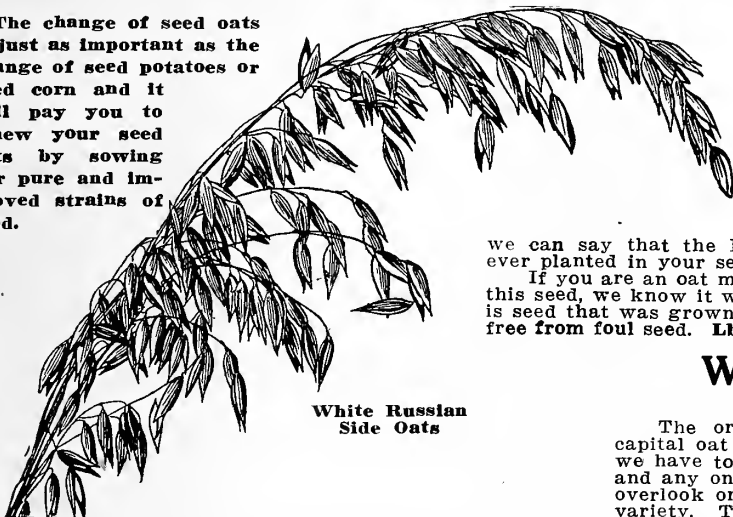 The change of seed oats
just as important as the
ange of seed potatoes or
ed corn and it
ll pay you to
new your seed
ts by sowing
r pure and im-
oved strains of
d.
we can say that the
ever planted in your se
If you are an oat m
this seed, we know it w
is seed that was grown
free from foul seed. Lb
W
White Russian
Side Oats
The or
capital oat
we have to
and any on
overlook or
variety. T